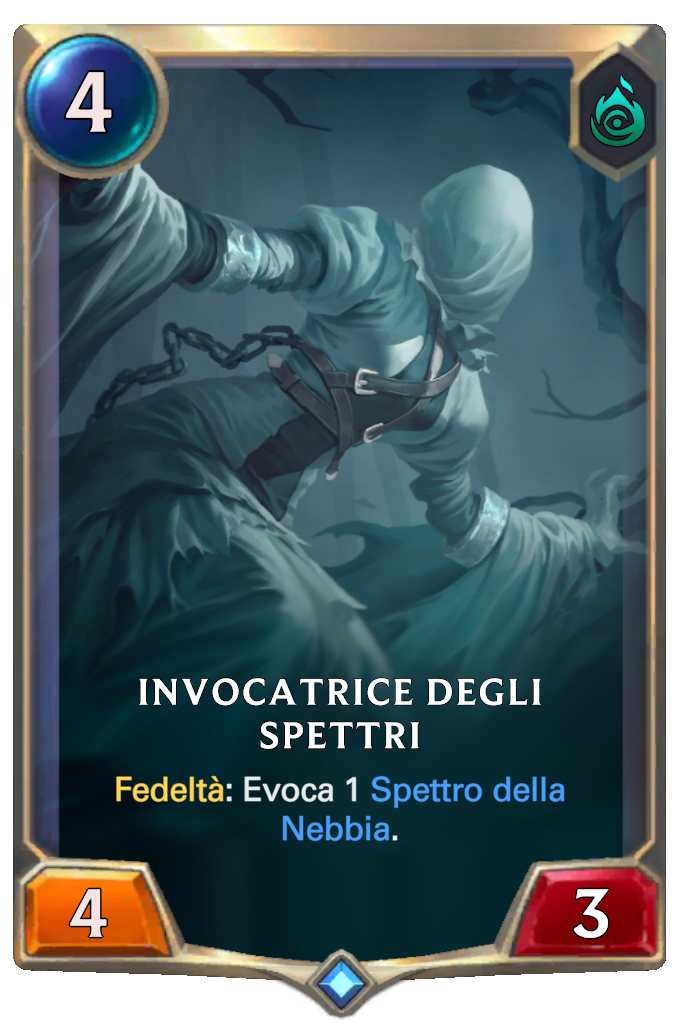 4
INVOCATRICE DEGLI
SPETTRI
Fedeltà: Evoca 1 Spettro della
Nebbia.
4
3